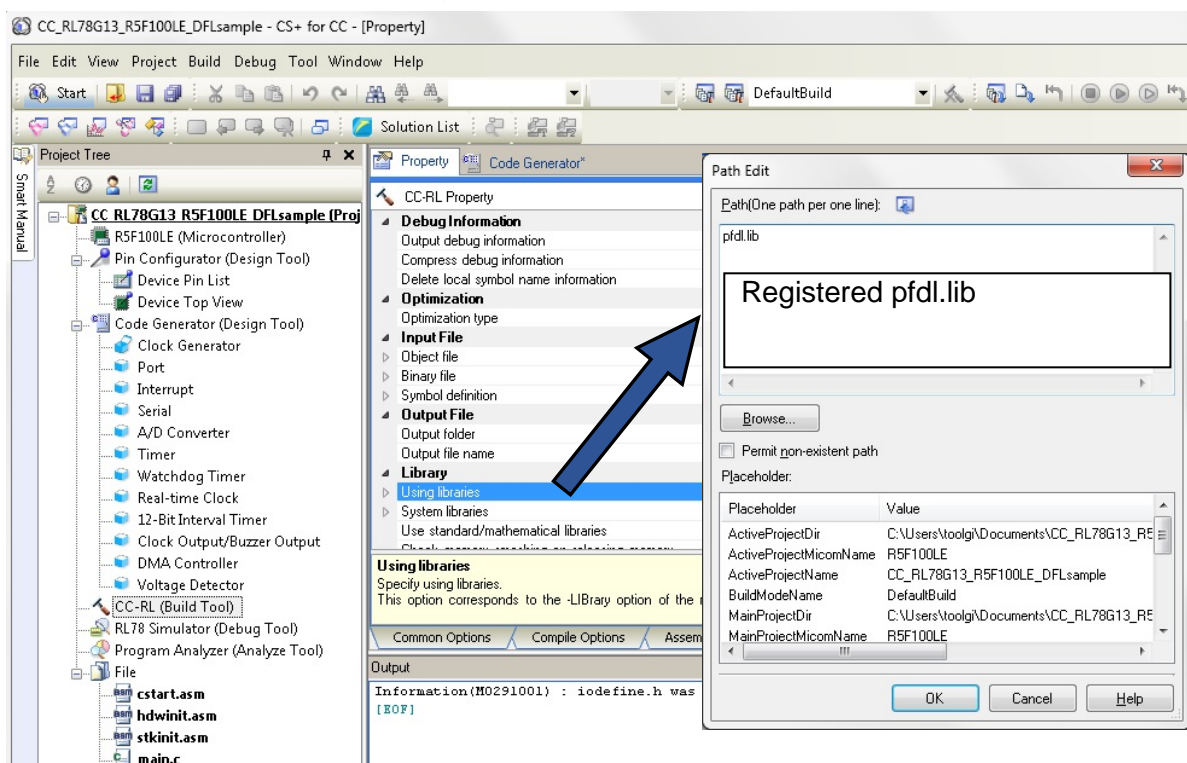 CC_RL78G13_R5F100LE_DFLsample - CS+ for CC - [Property]
File Edit View Project Build Debug Tool Window Help
Start DefaultBuild
Solution List
Project Tree
Smart Manual
CC_RL78G13_R5F100LE_DFLsample (Proj
R5F100LE (Microcontroller)
Pin Configurator (Design Tool)
Device Pin List
Device Top View
Code Generator (Design Tool)
Clock Generator
Port
Interrupt
Serial
A/D Converter
Timer
Watchdog Timer
Real-time Clock
12-Bit Interval Timer
Clock Output/Buzzer Output
DMA Controller
Voltage Detector
CC-RL (Build Tool)
RL78 Simulator (Debug Tool)
Program Analyzer (Analyze Tool)
File
cstart.asm
hdwinit.asm
stkinit.asm
main.c
Property Code Generator*
CC-RL Property
Debug Information
Output debug information
Compress debug information
Delete local symbol name information
Optimization
Optimization type
Input File
Object file
Binary file
Symbol definition
Output File
Output folder
Output file name
Library
Using libraries
System libraries
Use standard/mathematical libraries
Using libraries
Specify using libraries.
This option corresponds to the -LIBrary option of the
Common Options Compile Options Assem
Output
Information(M0291001) : iodefine.h was
[EOF]
Path Edit
Path(One path per one line):
pfdl.lib
Registered pfdl.lib
Browse...
Permit non-existent path
Placeholder:
Placeholder Value
ActiveProjectDir C:\Users\toolgi\Documents\CC_RL78G13_R5
ActiveProjectMicomName R5F100LE
ActiveProjectName CC_RL78G13_R5F100LE_DFLsample
BuildModeName DefaultBuild
MainProjectDir C:\Users\toolgi\Documents\CC_RL78G13_R5
MainProjectMicomName R5F100LE
OK Cancel Help